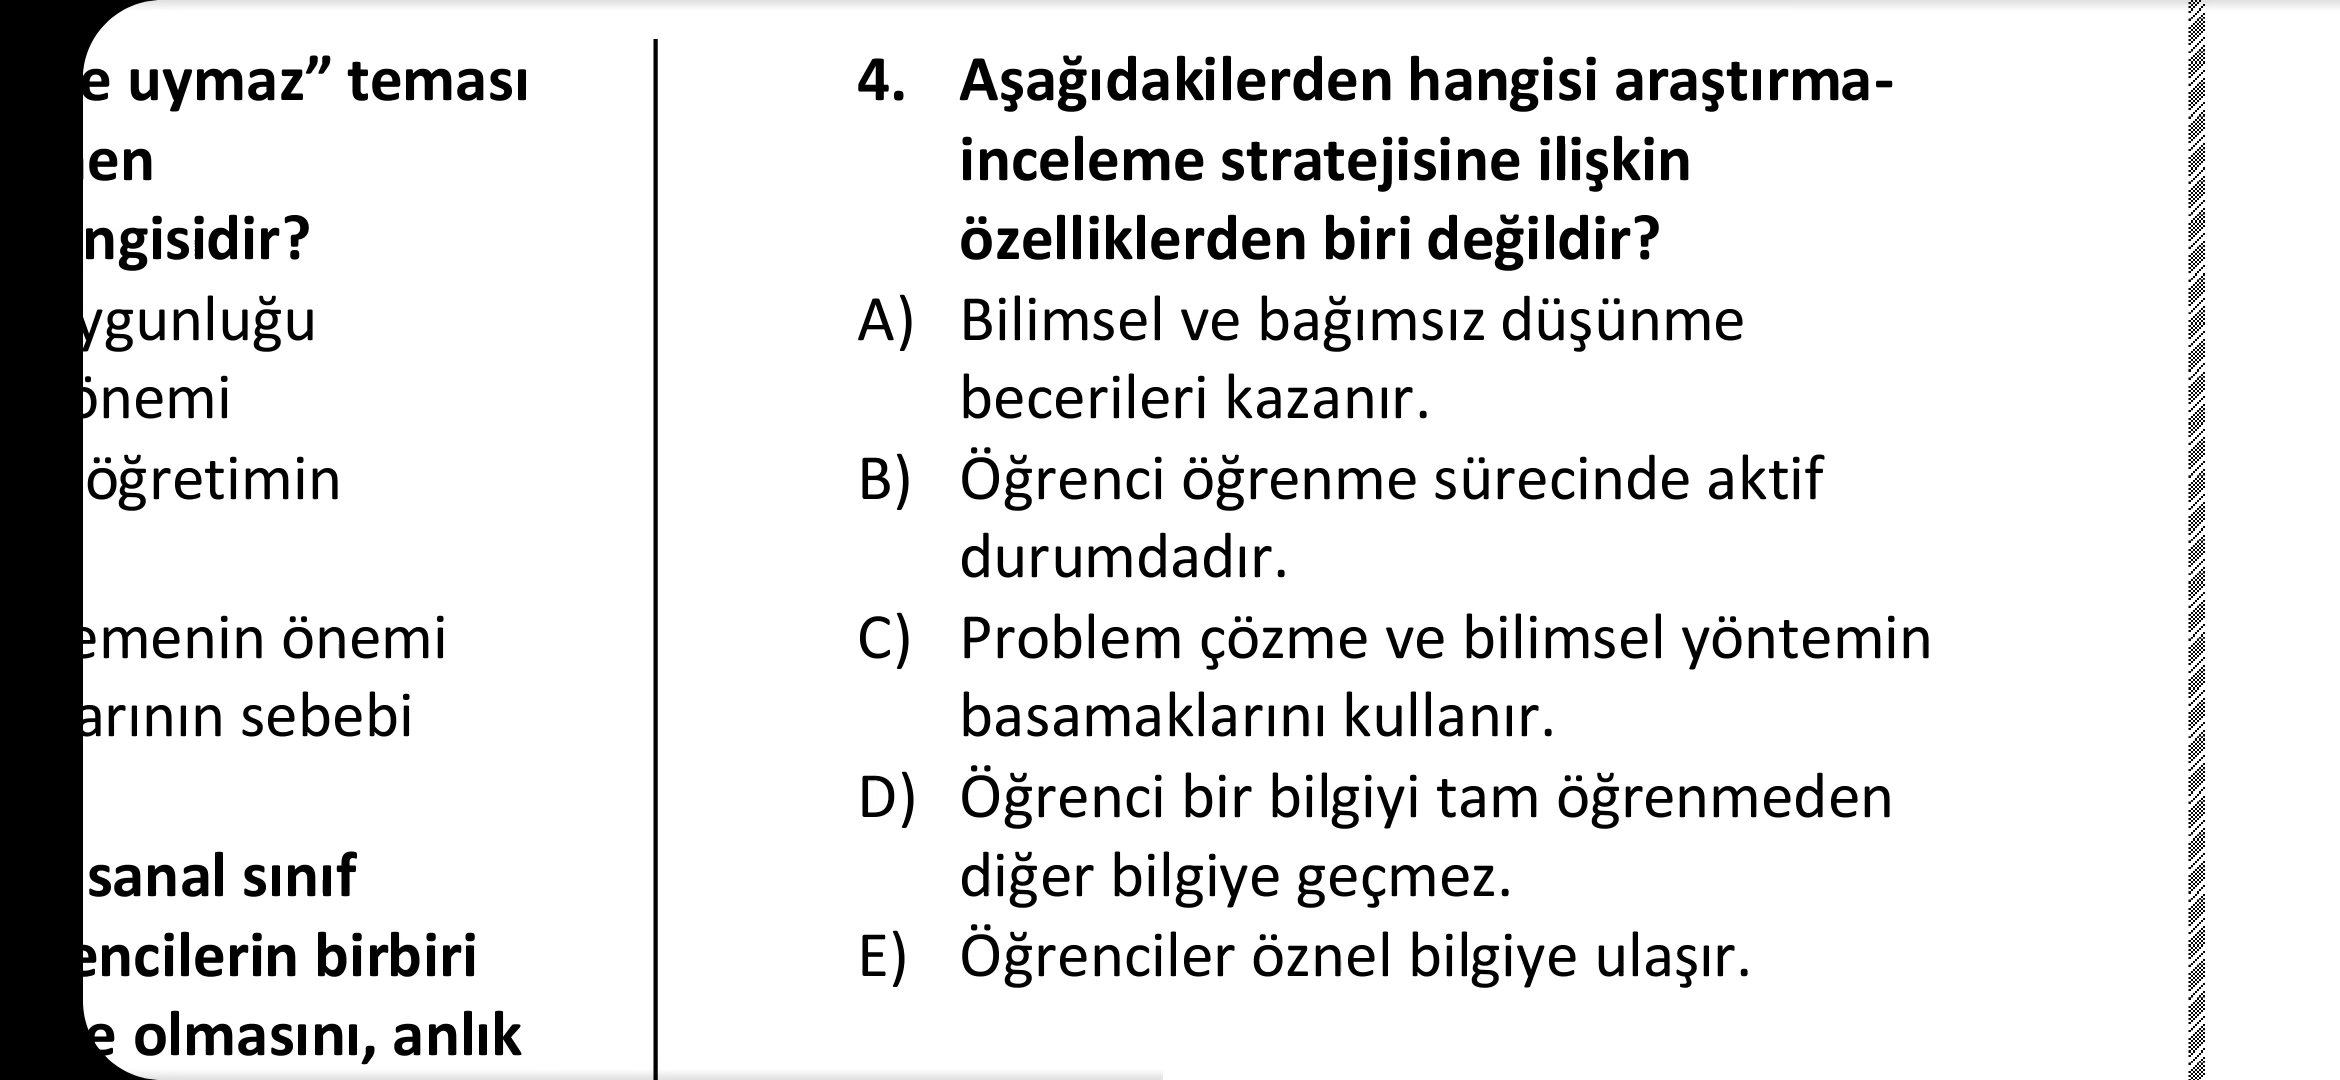 e uymaz” teması
en
ngisidir?
ygunluğu
önemi
öğretimin
emenin önemi
arının sebebi
sanal sınıf
encilerin birbiri
e olmasını, anlık
4. Aşağıdakilerden hangisi araştırma-
inceleme stratejisine ilişkin
özelliklerden biri değildir?
A) Bilimsel ve bağımsız düşünme
becerileri kazanır.
B) Öğrenci öğrenme sürecinde aktif
durumdadır.
C) Problem çözme ve bilimsel yöntemin
basamaklarını kullanır.
D) Öğrenci bir bilgiyi tam öğrenmeden
diğer bilgiye geçmez.
E) Öğrenciler öznel bilgiye ulaşır.